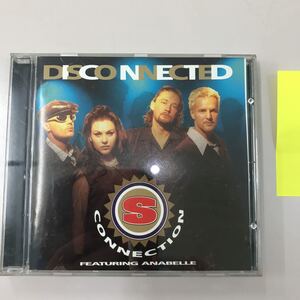 DISCONNECTED
S
CONNECTION
FEATURING ANABELLE